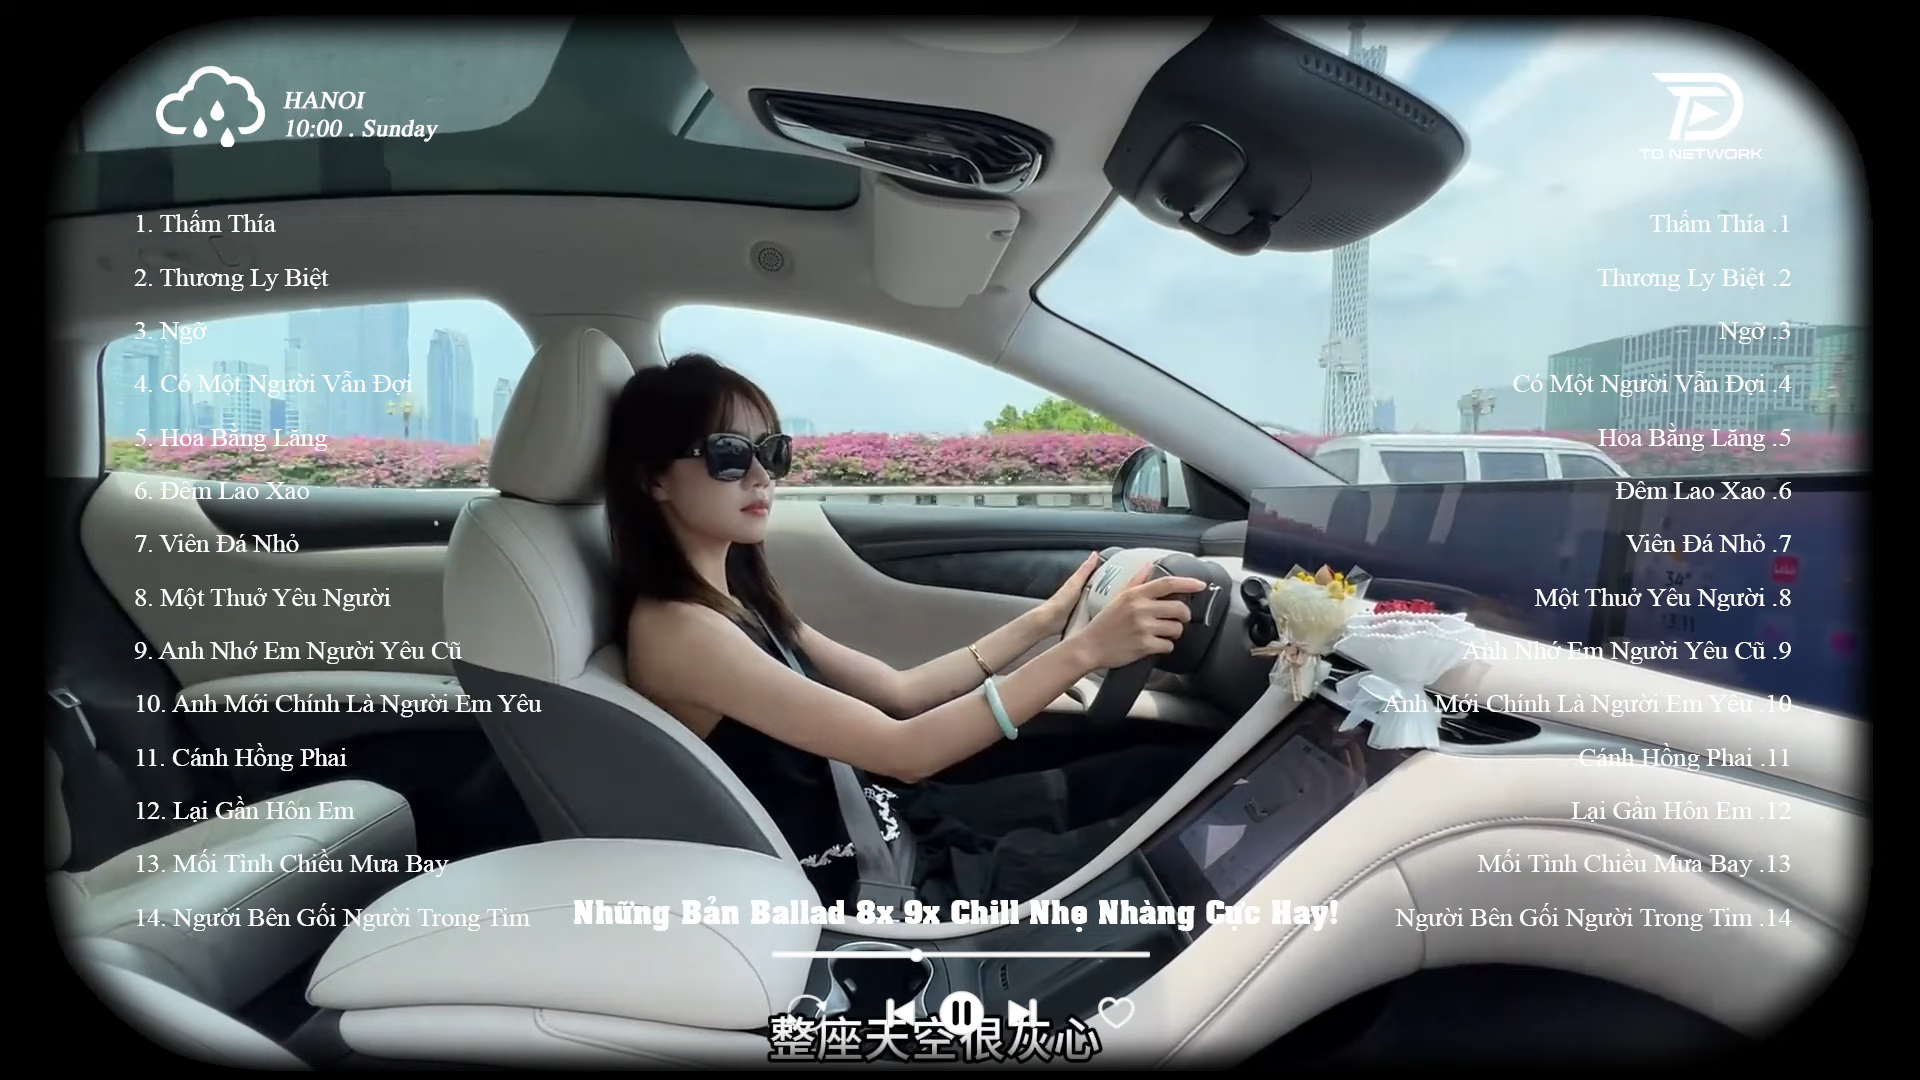 HANOI
10:00 . Sunday
TD NETWORK
1. Thấm Thía
2. Thương Ly Biệt
3. Ngỡ
4. Có Một Người Vẫn Đợi
5. Hoa Bằng Lăng
6. Đêm Lao Xao
7. Viên Đá Nhỏ
8. Một Thuở Yêu Người
9. Anh Nhớ Em Người Yêu Cũ
10. Anh Mới Chính Là Người Em Yêu
11. Cánh Hồng Phai
12. Lại Gần Hôn Em
13. Mối Tình Chiều Mưa Bay
14. Người Bên Gối Người Trong Tim
Thấm Thía .1
Thương Ly Biệt .2
Ngỡ .3
Có Một Người Vẫn Đợi .4
Hoa Bằng Lăng .5
Đêm Lao Xao .6
Viên Đá Nhỏ .7
Một Thuở Yêu Người .8
Anh Nhớ Em Người Yêu Cũ .9
Anh Mới Chính Là Người Em Yêu .10
Cánh Hồng Phai .11
Lại Gần Hôn Em .12
Mối Tình Chiều Mưa Bay .13
Người Bên Gối Người Trong Tim .14
Những Bản Ballad 8x 9x Chill Nhẹ Nhàng Cực Hay!
整座天空很灰心